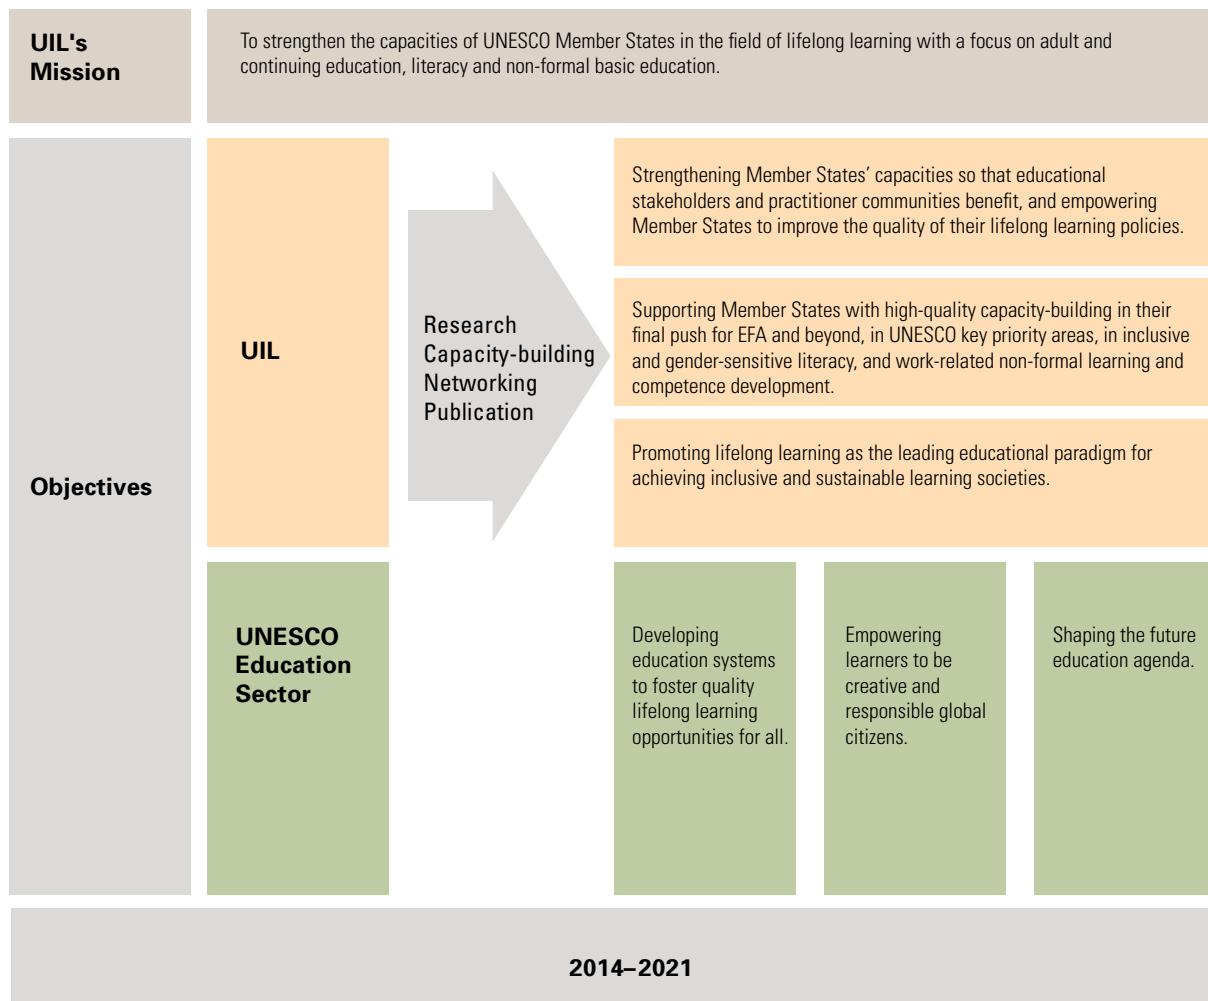 UIL's
Mission
To strengthen the capacities of UNESCO Member States in the field of lifelong learning with a focus on adult and
continuing education, literacy and non-formal basic education.
Objectives
UIL
Research
Capacity-building
Networking
Publication
Strengthening Member States’ capacities so that educational
stakeholders and practitioner communities benefit, and empowering
Member States to improve the quality of their lifelong learning policies.
Supporting Member States with high-quality capacity-building in their
final push for EFA and beyond, in UNESCO key priority areas, in inclusive
and gender-sensitive literacy, and work-related non-formal learning and
competence development.
Promoting lifelong learning as the leading educational paradigm for
achieving inclusive and sustainable learning societies.
UNESCO
Education
Sector
Developing
education systems
to foster quality
lifelong learning
opportunities for all.
Empowering
learners to be
creative and
responsible global
citizens.
Shaping the future
education agenda.
2014–2021